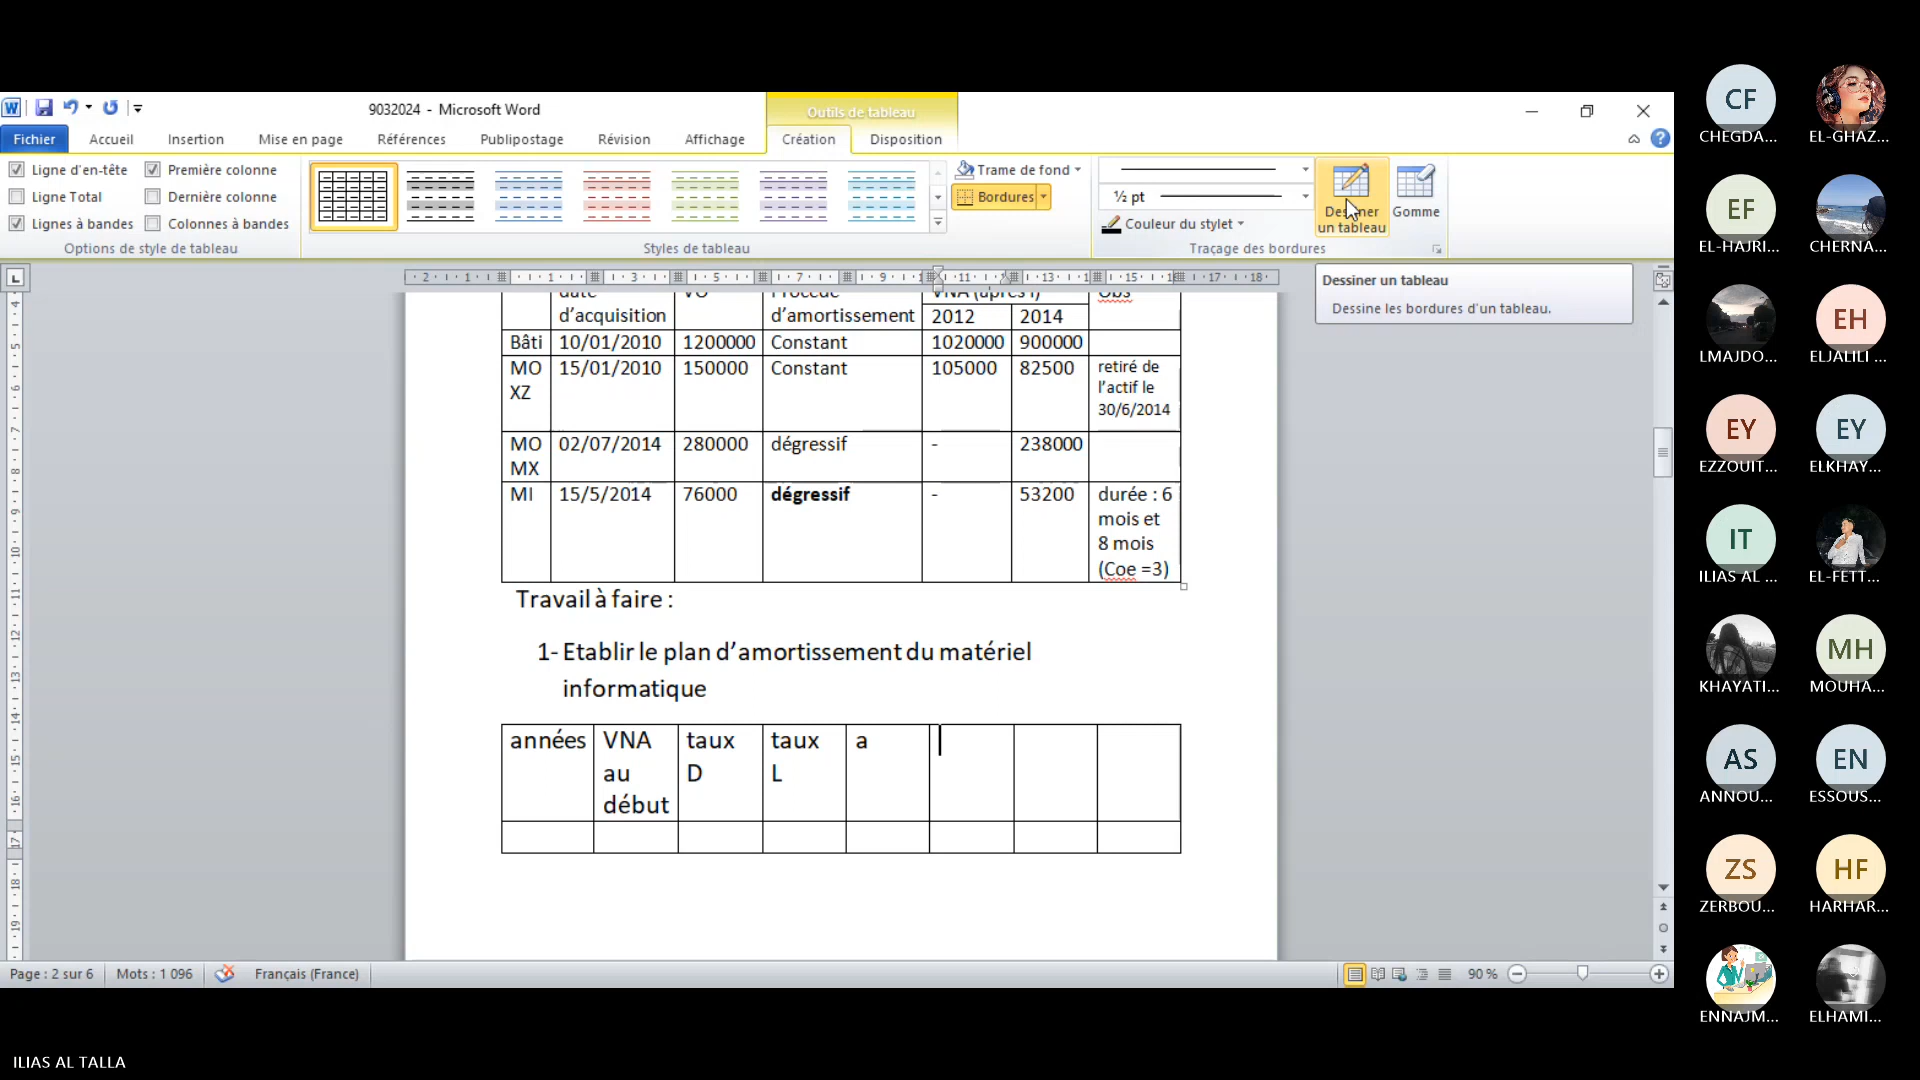 9032024 - Microsoft Word
Outils de tableau
Fichier Accueil Insertion Mise en page Références Publipostage Révision Affichage Création Disposition
Ligne d'en-tête Première colonne
Ligne Total Dernière colonne
Lignes à bandes Colonnes à bandes
Options de style de tableau
Styles de tableau
Trame de fond
Bordures
½ pt
Couleur du stylet
Dessiner un tableau
Gomme
Traçage des bordures
Dessiner un tableau
Dessine les bordures d'un tableau.
date d'acquisition VO Procédé d'amortissement VNA (après i) Obs
2012 2014
Bâti 10/01/2010 1200000 Constant 1020000 900000
MO XZ 15/01/2010 150000 Constant 105000 82500 retiré de l'actif le 30/6/2014
MO MX 02/07/2014 280000 dégressif - 238000
MI 15/5/2014 76000 dégressif - 53200 durée : 6 mois et 8 mois (Coe =3)
Travail à faire :
1- Etablir le plan d'amortissement du matériel
informatique
années VNA au début taux D taux L a
Page : 2 sur 6 Mots : 1 096 Français (France) 90 %
CHEGDA... EL-GHAZ...
CF
EL-HAJRI... CHERNA...
EF
LMAJDO... ELJALILI ...
EH
EZZOUIT... ELKHAY...
EY EY
ILIAS AL ... EL-FETT...
IT
KHAYATI... MOUHA...
MH
ANNOU... ESSOUS...
AS EN
ZERBOU... HARHAR...
ZS HF
ENNAJM... ELHAMI...
ILIAS AL TALLA